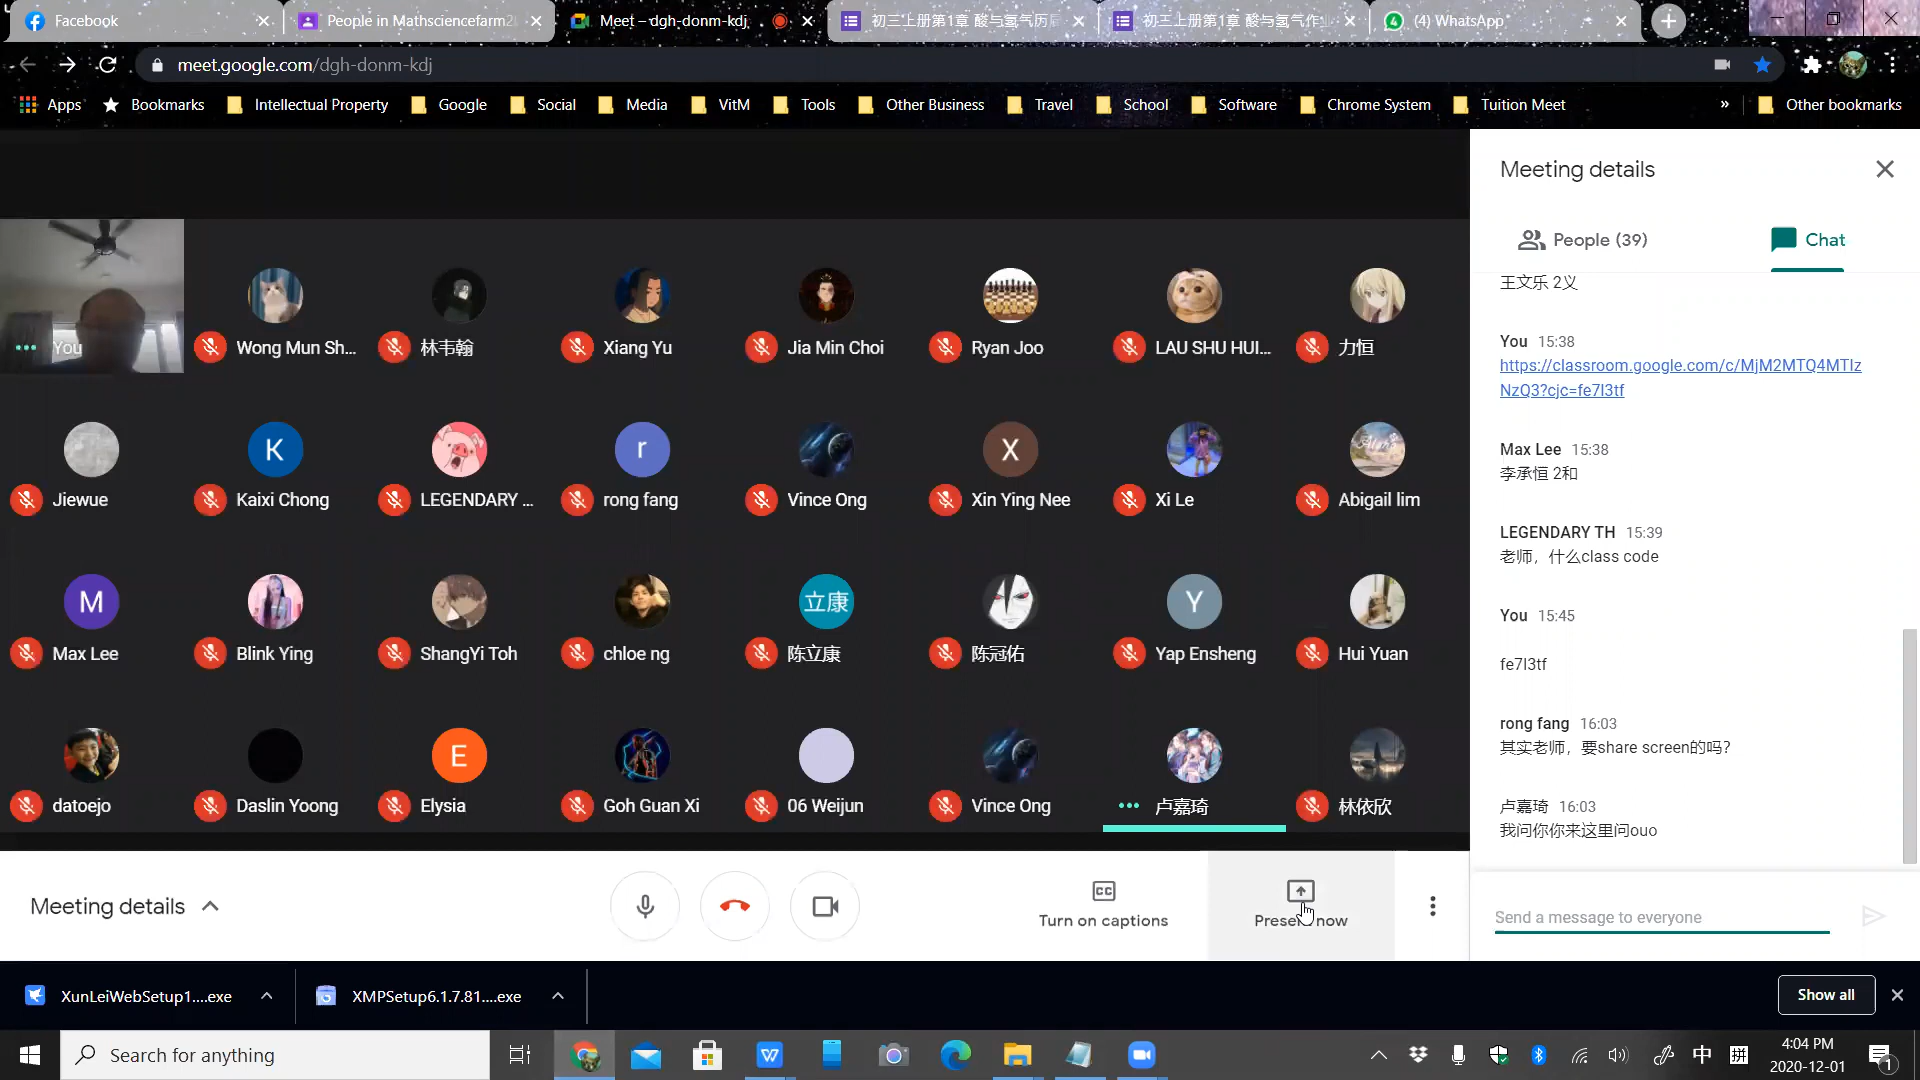 Facebook
People in Mathsciencefarm2
Meet – dgh-donm-kdj
初三上册第1章 酸与氢气历届
初三上册第1章 酸与氢气作业
(4) WhatsApp
meet.google.com/dgh-donm-kdj
Apps
Bookmarks
Intellectual Property
Google
Social
Media
VitM
Tools
Other Business
Travel
School
Software
Chrome System
Tuition Meet
»
Other bookmarks
Meeting details
People (39)
Chat
王文乐 2义
You 15:38
https://classroom.google.com/c/MjM2MTQ4MTIz
NzQ3?cjc=fe7l3tf
Max Lee 15:38
李承恒 2和
LEGENDARY TH 15:39
老师，什么class code
You 15:45
fe7l3tf
rong fang 16:03
其实老师，要share screen的吗?
卢嘉琦 16:03
我问你你来这里问ouo
Send a message to everyone
You
Wong Mun Sh...
林韦翰
Xiang Yu
Jia Min Choi
Ryan Joo
LAU SHU HUI...
力恒
K
r
X
Jiewue
Kaixi Chong
LEGENDARY ...
rong fang
Vince Ong
Xin Ying Nee
Xi Le
Abigail lim
M
立康
Y
Max Lee
Blink Ying
ShangYi Toh
chloe ng
陈立康
陈冠佑
Yap Ensheng
Hui Yuan
E
datoejo
Daslin Yoong
Elysia
Goh Guan Xi
06 Weijun
Vince Ong
卢嘉琦
林依欣
Meeting details
Turn on captions
Present now
XunLeiWebSetup1....exe
XMPSetup6.1.7.81....exe
Show all
Search for anything
中
拼
4:04 PM
2020-12-01
1